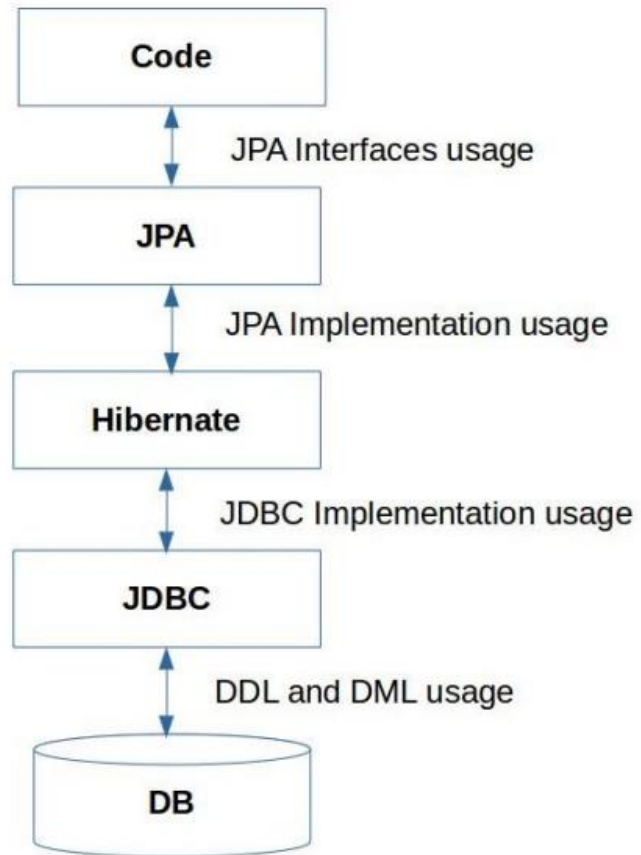 Code
JPA Interfaces usage
JPA
JPA Implementation usage
Hibernate
JDBC Implementation usage
JDBC
DDL and DML usage
DB